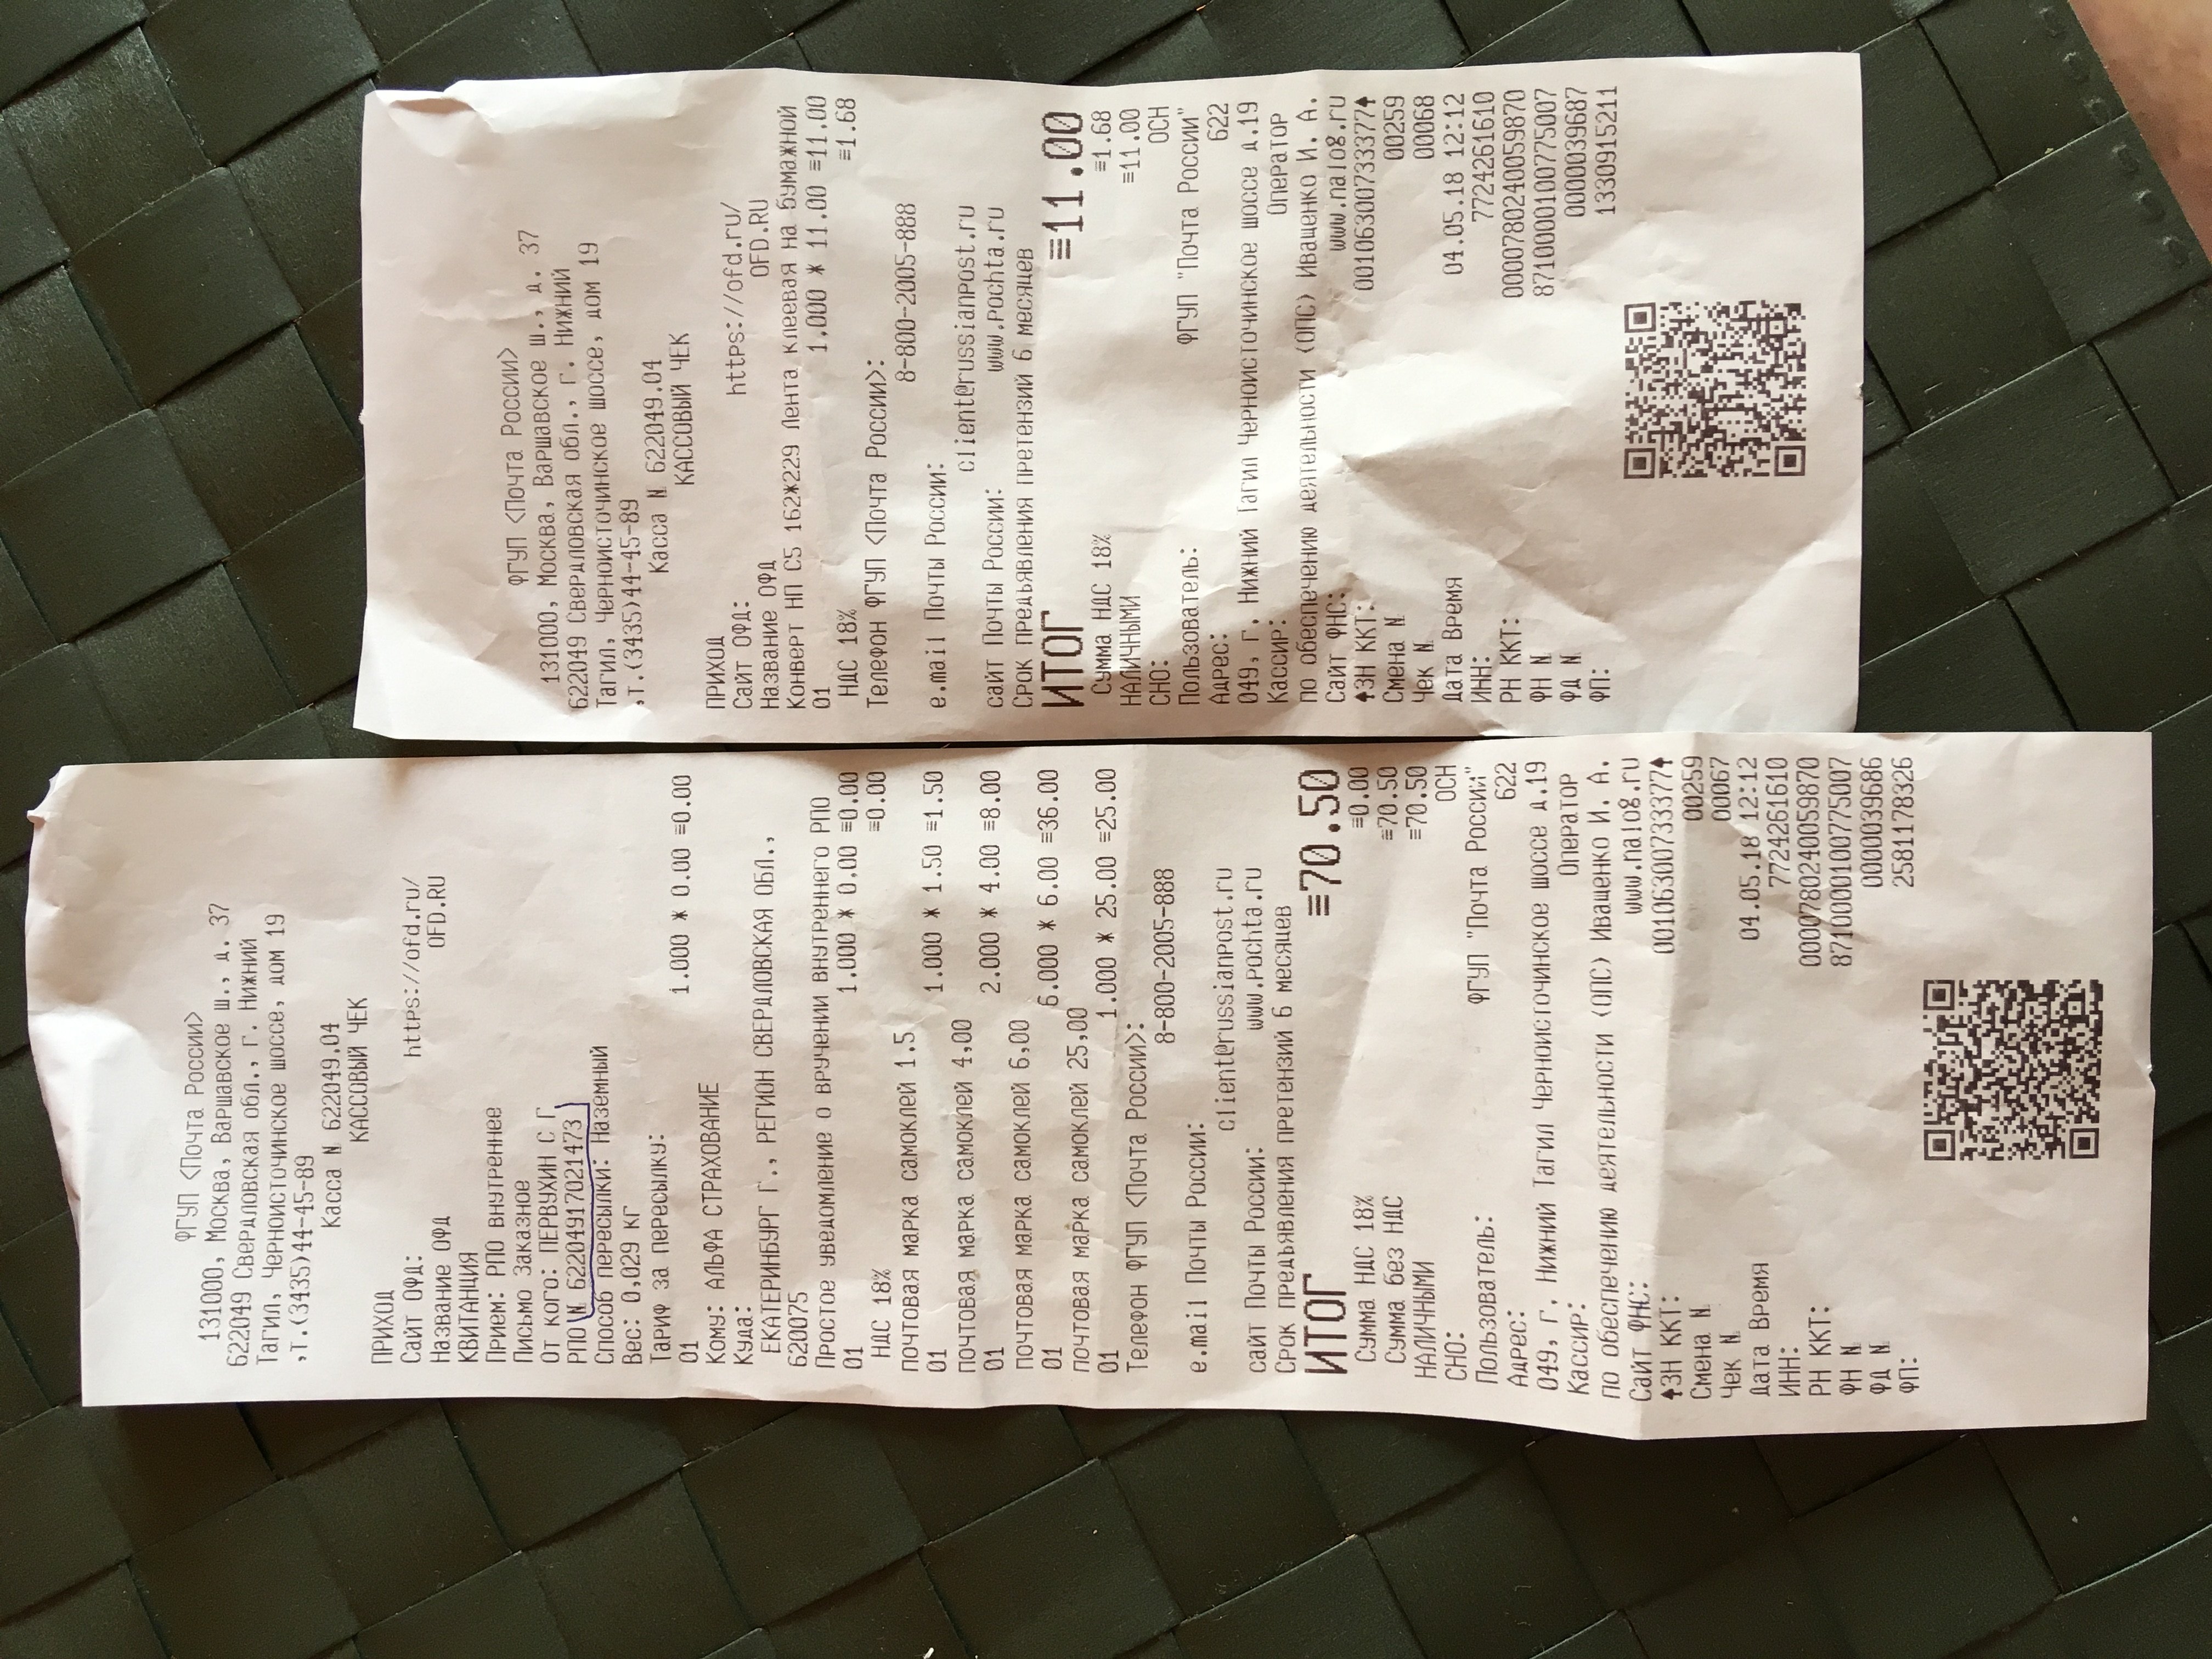 ФГУП <Почта России>
131000, Москва, Варшавское ш., д. 37
622049 Свердловская обл., г. Нижний
Тагил, Черноисточинское шоссе, дом 19
,т.(3435)44-45-89
Касса № 622049.04
КАССОВЫЙ ЧЕК
ПРИХОД
Сайт ОФД: https://ofd.ru/
Название ОФД OFD.RU
КВИТАНЦИЯ
Прием: РПО внутреннее
Письмо Заказное
От кого: ПЕРВУХИН С Г
РПО № 62204917021473
Способ пересылки: Наземный
Вес: 0,029 кг
Тариф за пересылку:
01 1.000 * 0.00 ≡0.00
Кому: АЛЬФА СТРАХОВАНИЕ
Куда:
ЕКАТЕРИНБУРГ Г., РЕГИОН СВЕРДЛОВСКАЯ ОБЛ.,
620075
Простое уведомление о вручении внутреннего РПО
01 1.000 * 0.00 ≡0.00
НДС 18% ≡0.00
почтовая марка самоклей 1.5
01 1.000 * 1.50 ≡1.50
почтовая марка самоклей 4,00
01 2.000 * 4.00 ≡8.00
почтовая марка самоклей 6,00
01 6.000 * 6.00 ≡36.00
почтовая марка самоклей 25,00
01 1.000 * 25.00 ≡25.00
Телефон ФГУП <Почта России>:
8-800-2005-888
e.mail Почты России:
client@russianpost.ru
сайт Почты России: www.pochta.ru
Срок предьявления претензий 6 месяцев
ИТОГ ≡70.50
Сумма НДС 18% ≡0.00
Сумма без НДС ≡70.50
НАЛИЧНЫМИ ≡70.50
СНО: ОСН
Пользователь: ФГУП "Почта России"
Адрес: 622
049, г. Нижний Тагил Черноисточинское шоссе д.19
Кассир: Оператор
по обеспечению деятельности (ОПС) Иващенко И. А.
Сайт ФНС: www.nalog.ru
↑ЗН ККТ: 00106300733377↑
Смена № 00259
Чек № 00067
Дата Время 04.05.18 12:12
ИНН: 7724261610
РН ККТ: 0000780240059870
ФН № 8710000100775007
ФД № 0000039686
ФП: 2581178326
ФГУП <Почта России>
131000, Москва, Варшавское ш., д. 37
622049 Свердловская обл., г. Нижний
Тагил, Черноисточинское шоссе, дом 19
,т.(3435)44-45-89
Касса № 622049.04
КАССОВЫЙ ЧЕК
ПРИХОД
Сайт ОФД: https://ofd.ru/
Название ОФД OFD.RU
Конверт НП С5 162*229 Лента клеевая на бумажной
01 1.000 * 11.00 ≡11.00
НДС 18% ≡1.68
Телефон ФГУП <Почта России>:
8-800-2005-888
e.mail Почты России:
client@russianpost.ru
сайт Почты России: www.pochta.ru
Срок предьявления претензий 6 месяцев
ИТОГ ≡11.00
Сумма НДС 18% ≡1.68
НАЛИЧНЫМИ ≡11.00
СНО: ОСН
Пользователь: ФГУП "Почта России"
Адрес: 622
049, г. Нижний Тагил Черноисточинское шоссе д.19
Кассир: Оператор
по обеспечению деятельности (ОПС) Иващенко И. А.
Сайт ФНС: www.nalog.ru
↑ЗН ККТ: 00106300733377↑
Смена № 00259
Чек № 00068
Дата Время 04.05.18 12:12
ИНН: 7724261610
РН ККТ: 0000780240059870
ФН № 8710000100775007
ФД № 0000039687
ФП: 1330915211